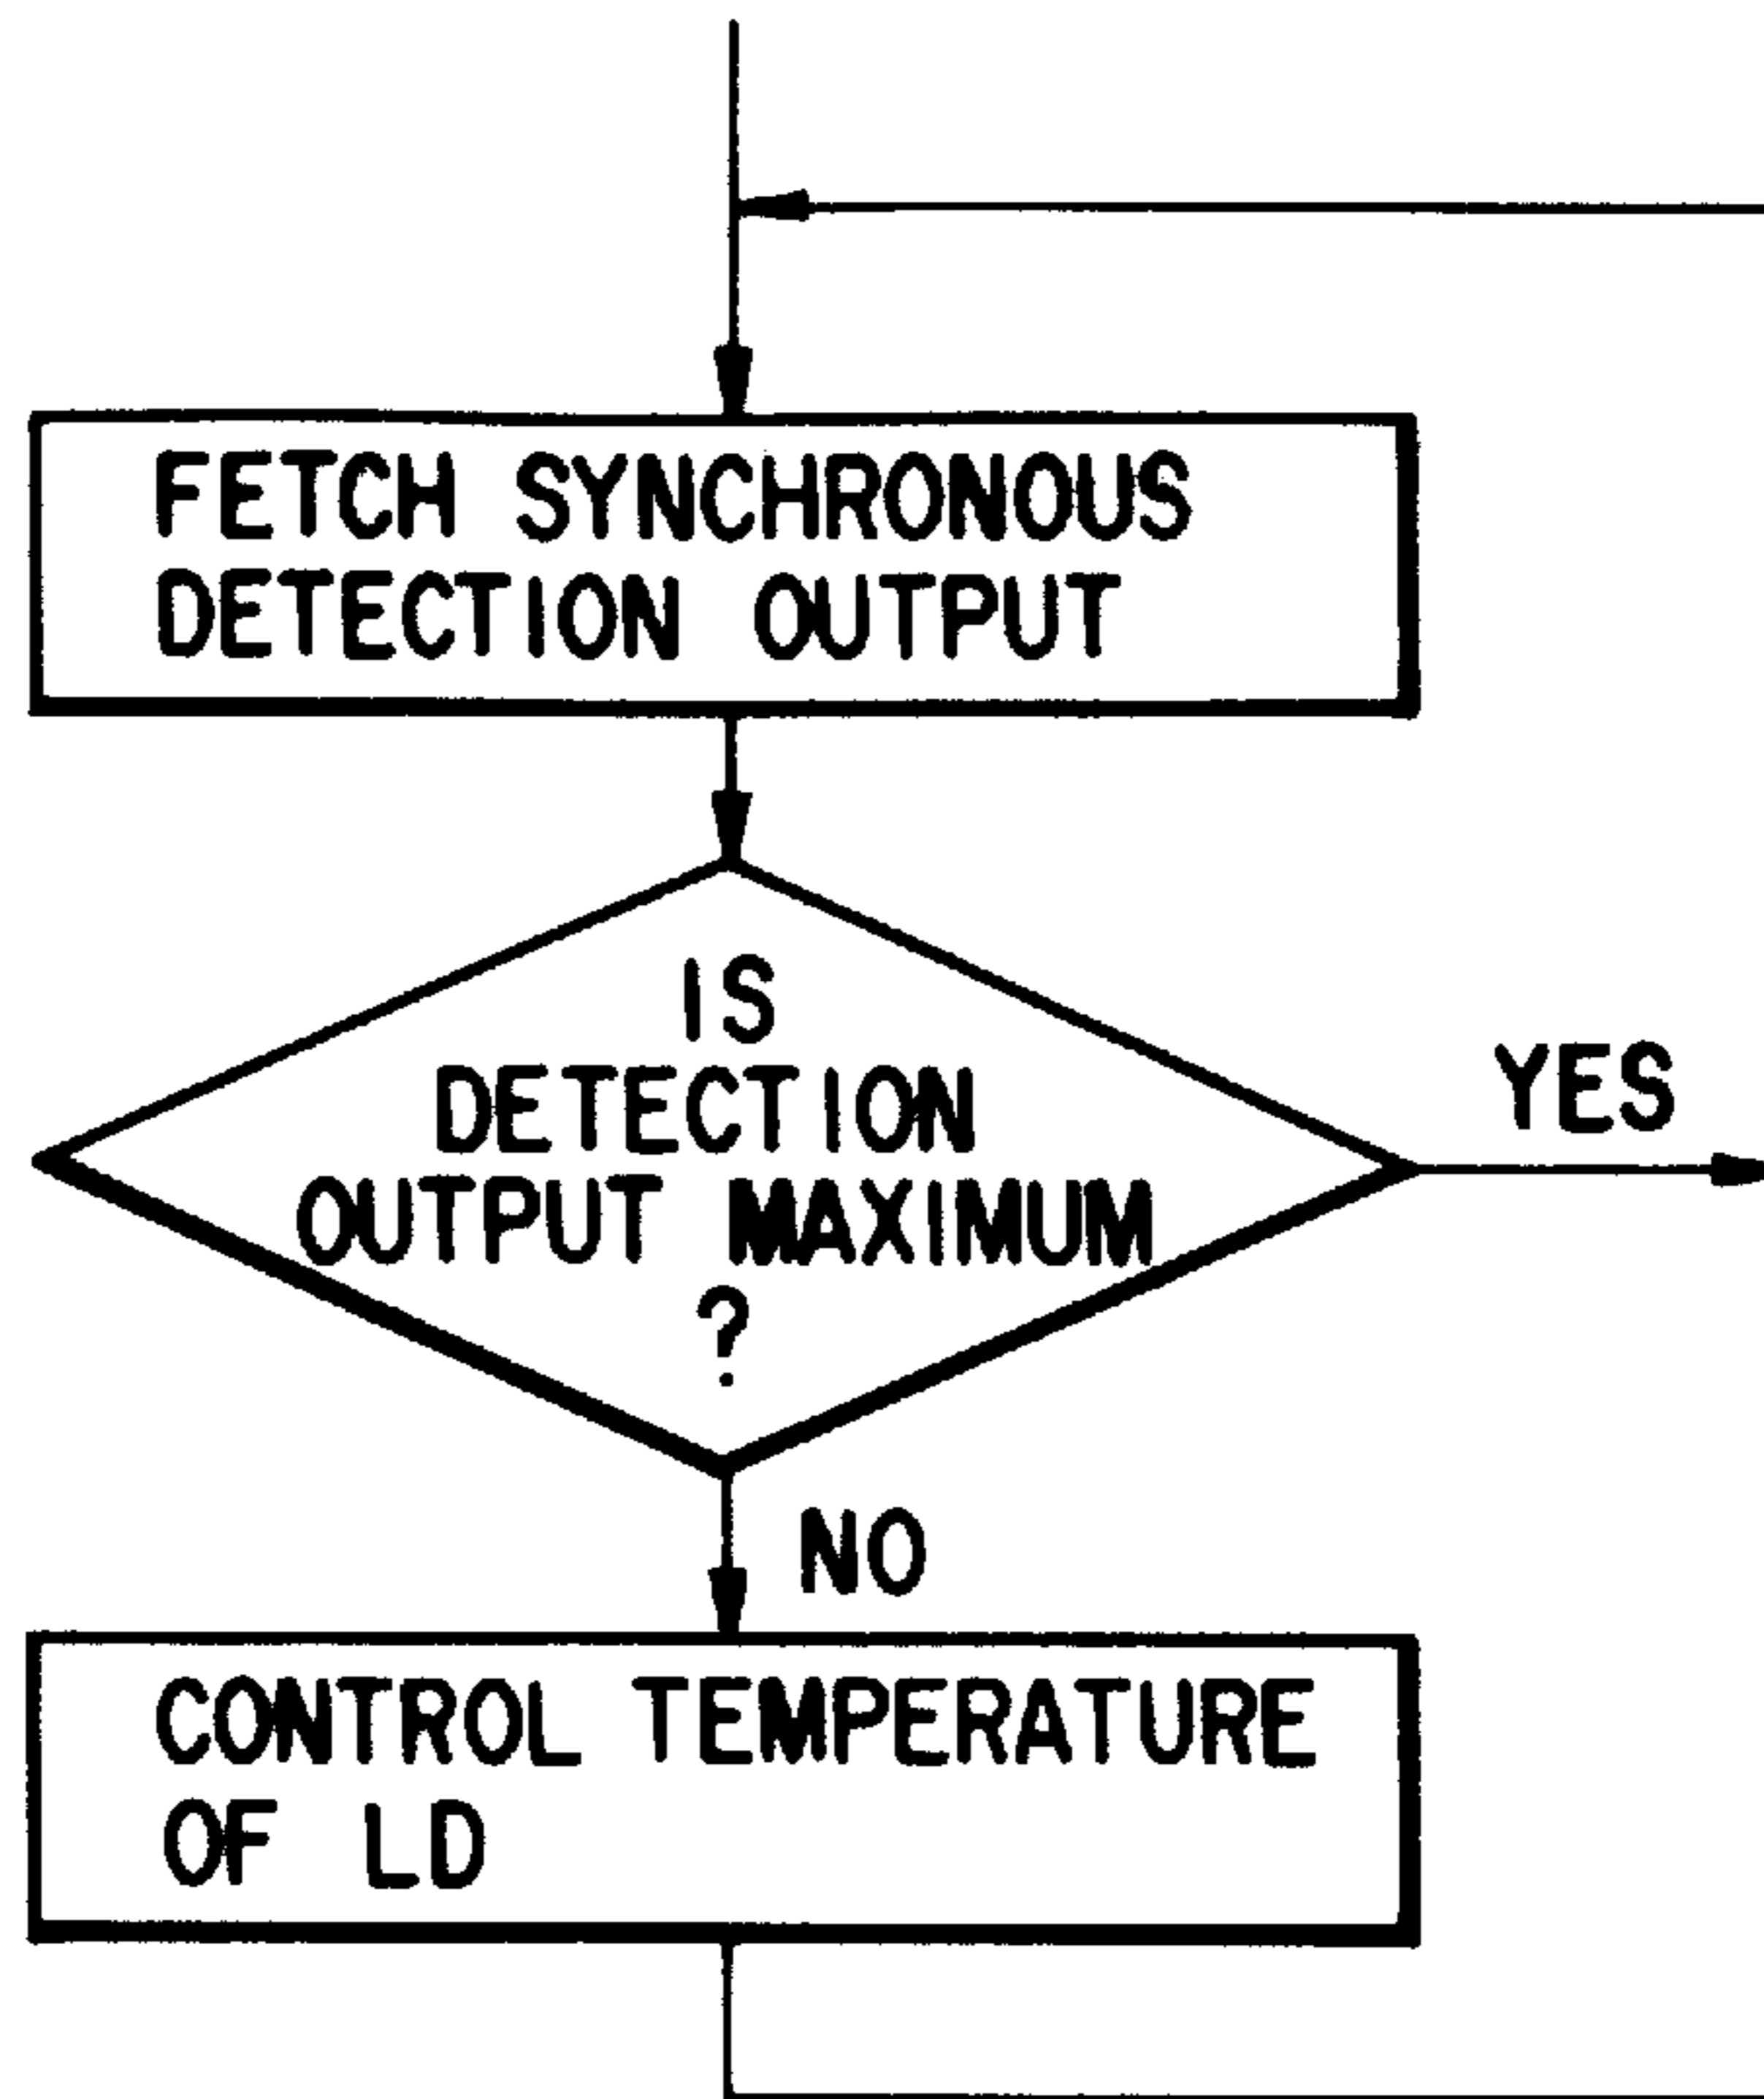 FETCH SYNCHRONOUS
DETECTION OUTPUT
IS
DETECTION
OUTPUT MAXIMUM
?
YES
NO
CONTROL TEMPERATURE
OF LD